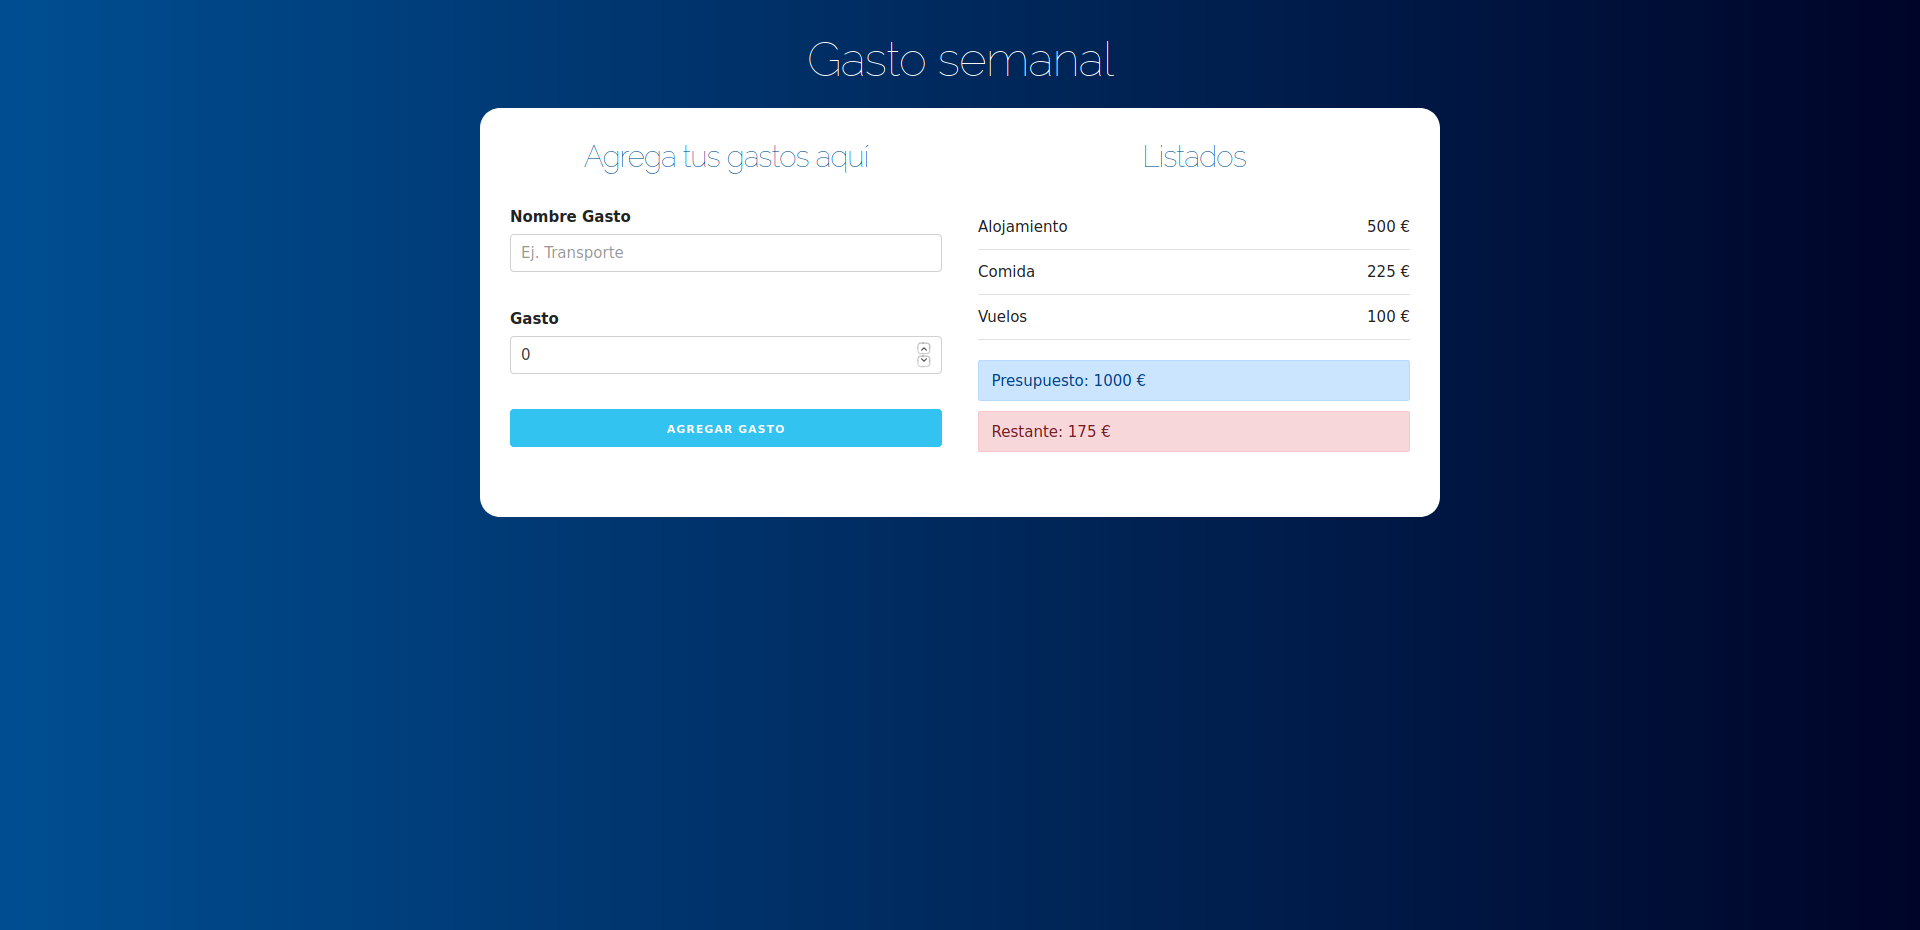 Gasto semanal
Agrega tus gastos aquí
Nombre Gasto
Ej. Transporte
Gasto
0
AGREGAR GASTO
Listados
Alojamiento 500 €
Comida 225 €
Vuelos 100 €
Presupuesto: 1000 €
Restante: 175 €